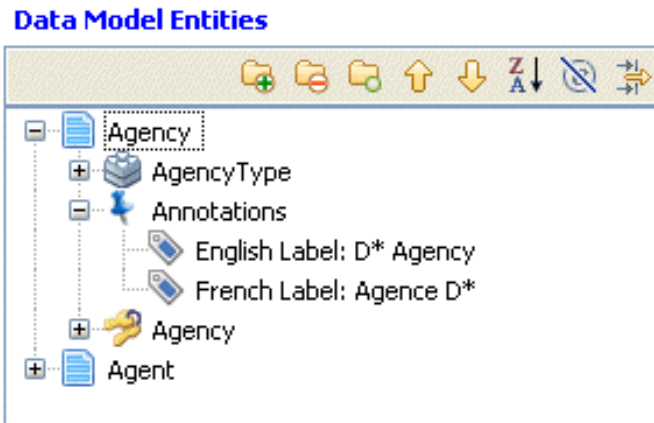 Data Model Entities
Agency
AgencyType
Annotations
English Label: D* Agency
French Label: Agence D*
Agency
Agent